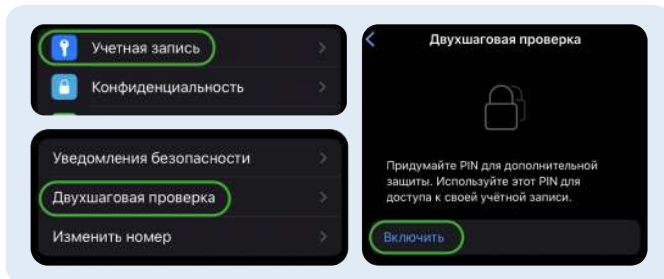 Учетная запись
Конфиденциальность
Уведомления безопасности
Двухшаговая проверка
Изменить номер
Двухшаговая проверка
Придумайте PIN для дополнительной
защиты. Используйте этот PIN для
доступа к своей учётной записи.
Включить